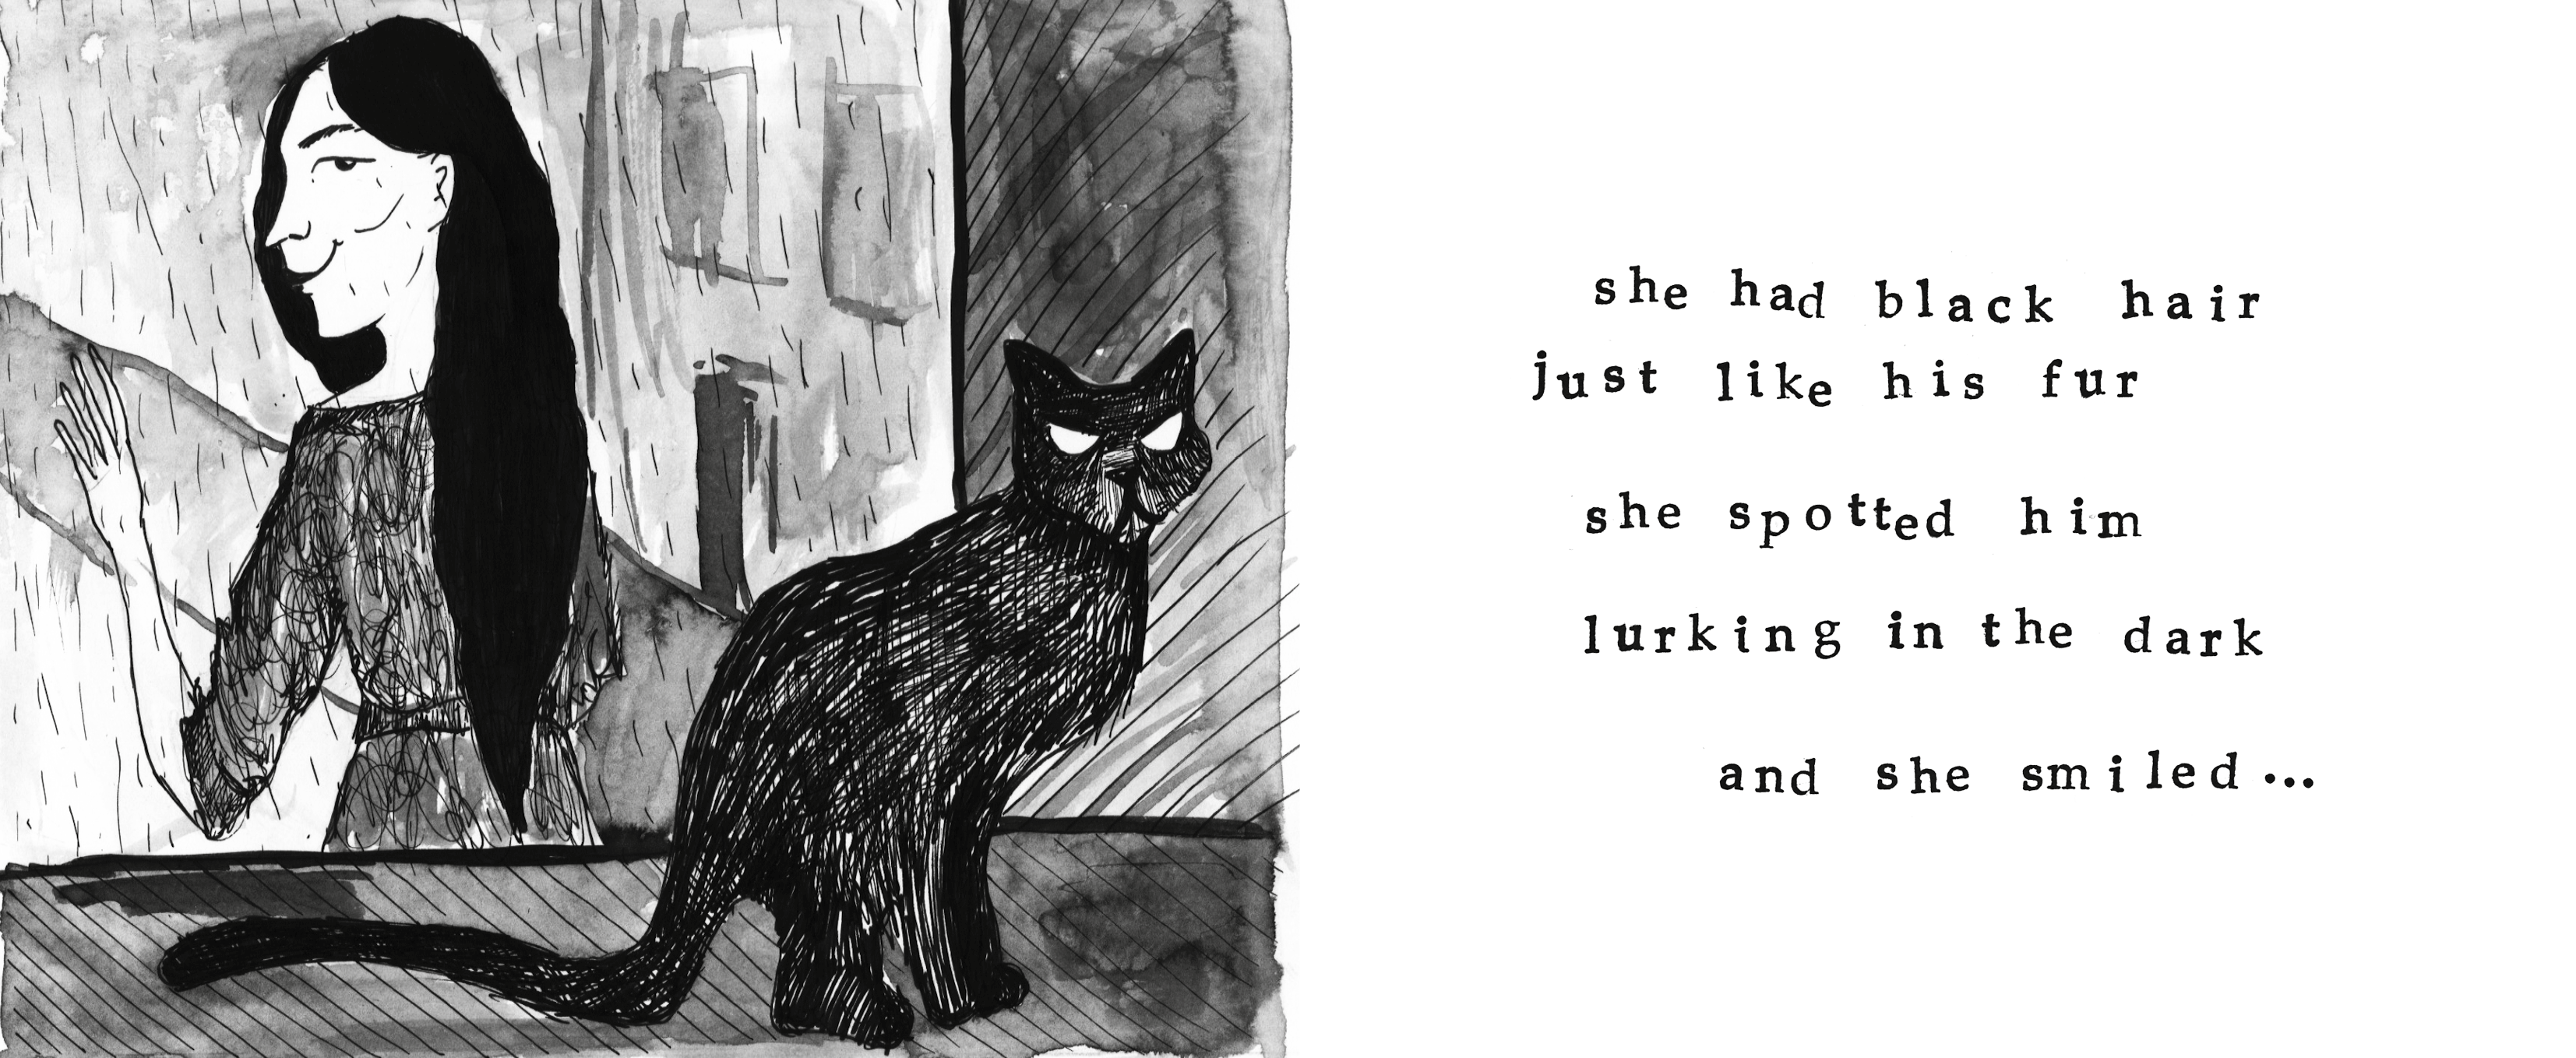 she had black hair
just like his fur
she spotted him
lurking in the dark
and she smiled...